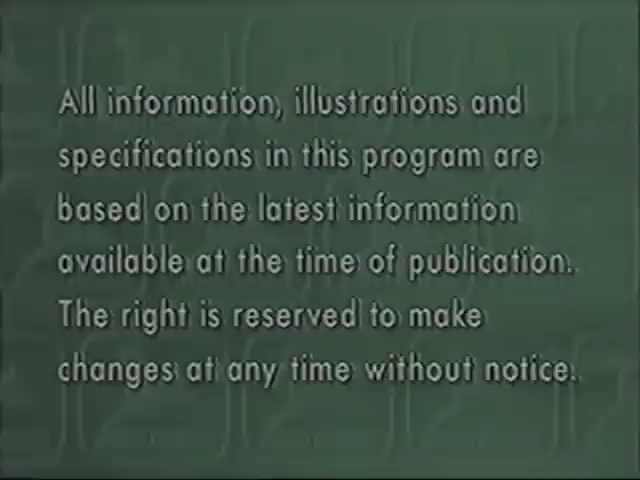 All information, illustrations and
specifications in this program are
based on the latest information
available at the time of publication.
The right is reserved to make
changes at any time without notice.